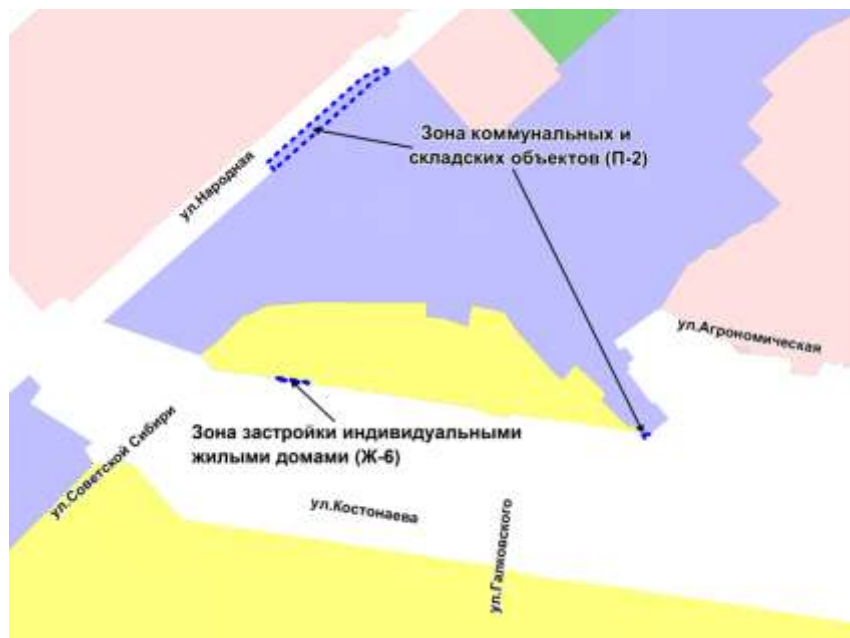 Зона коммунальных и
складских объектов (П-2)
ул.Народная
ул.Агрономическая
Зона застройки индивидуальными
жилыми домами (Ж-6)
ул.Советской Сибири
ул.Костонаева
ул.Галковского